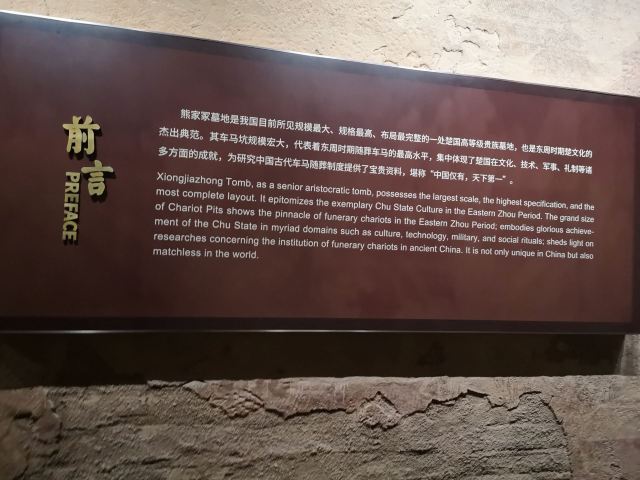 前言
PREFACE
熊家冢墓地是我国目前所见规模最大、规格最高、布局最完整的一处楚国高等级贵族墓地，也是东周时期楚文化的
杰出典范。其车马坑规模宏大，代表着东周时期随葬车马的最高水平，集中体现了楚国在文化、技术、军事、礼制等诸
多方面的成就，为研究中国古代车马随葬制度提供了宝贵资料，堪称“中国仅有，天下第一”。
Xiongjiazhong Tomb, as a senior aristocratic tomb, possesses the largest scale, the highest specification, and the
most complete layout. It epitomizes the exemplary Chu State Culture in the Eastern Zhou Period. The grand size
of Chariot Pits shows the pinnacle of funerary chariots in the Eastern Zhou Period; embodies glorious achieve-
ment of the Chu State in myriad domains such as culture, technology, military, and social rituals; sheds light on
researches concerning the institution of funerary chariots in ancient China. It is not only unique in China but also
matchless in the world.